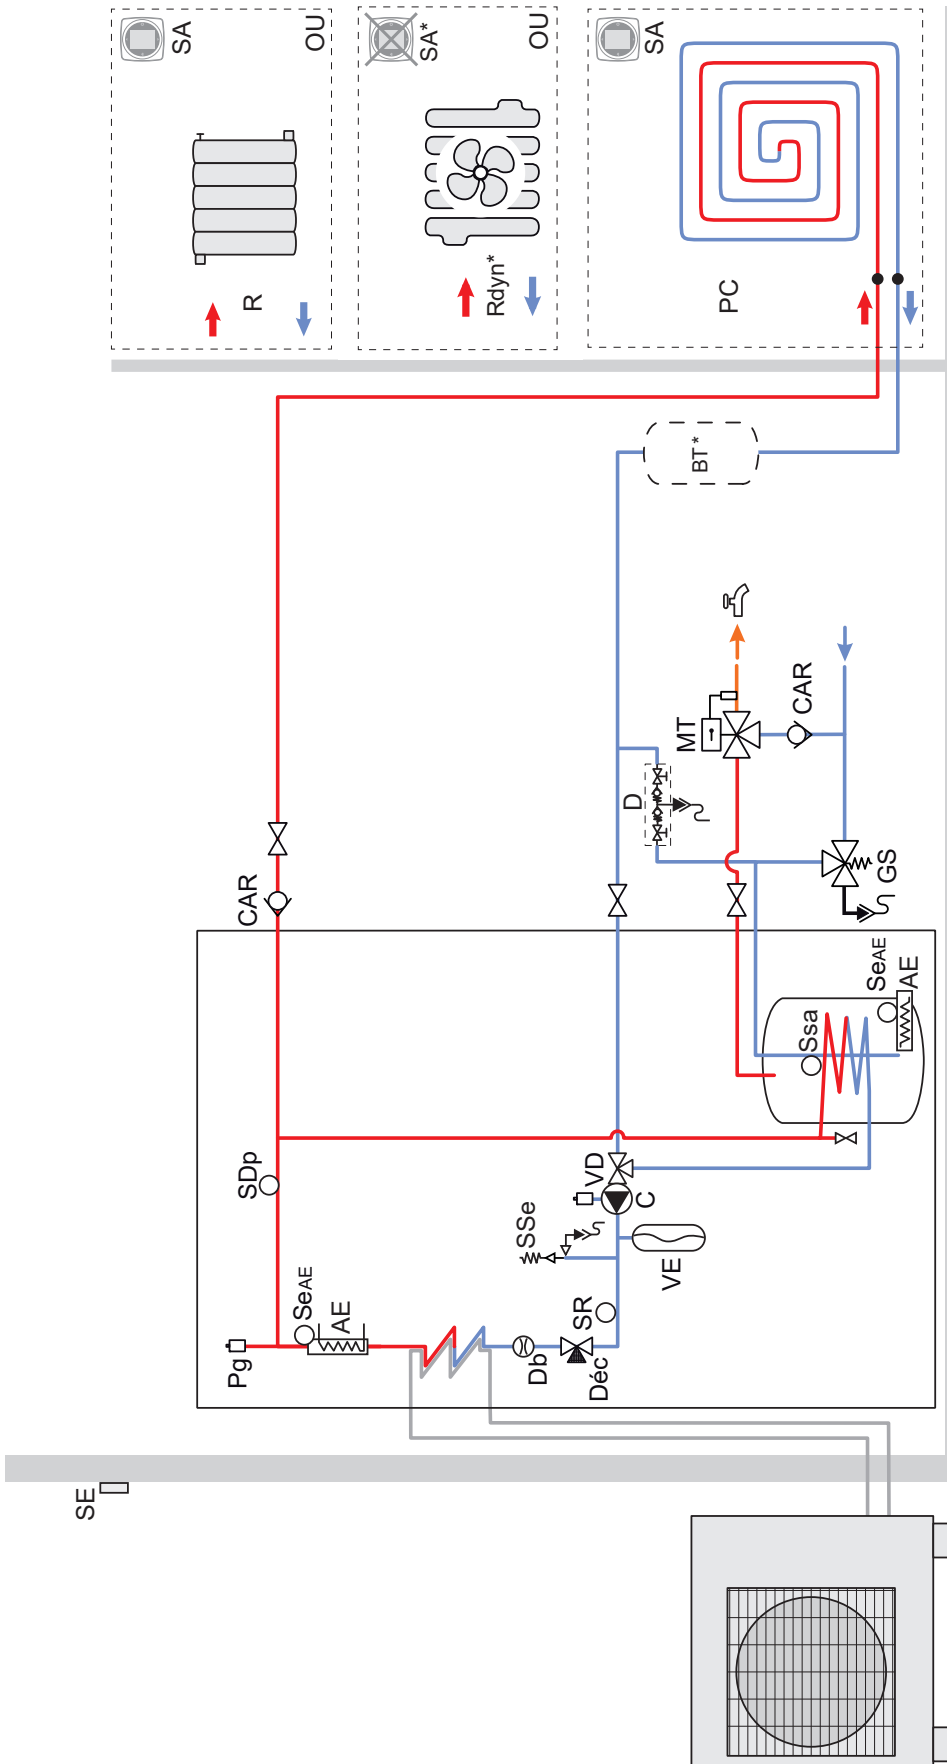 SA
OU
SA*
OU
SA
R
Rdyn*
PC
BT*
MT
CAR
D
GS
CAR
SeAE
AE
Ssa
SDp
VD
C
SSe
VE
SeAE
AE
SR
Pg
Db
Déc
SE